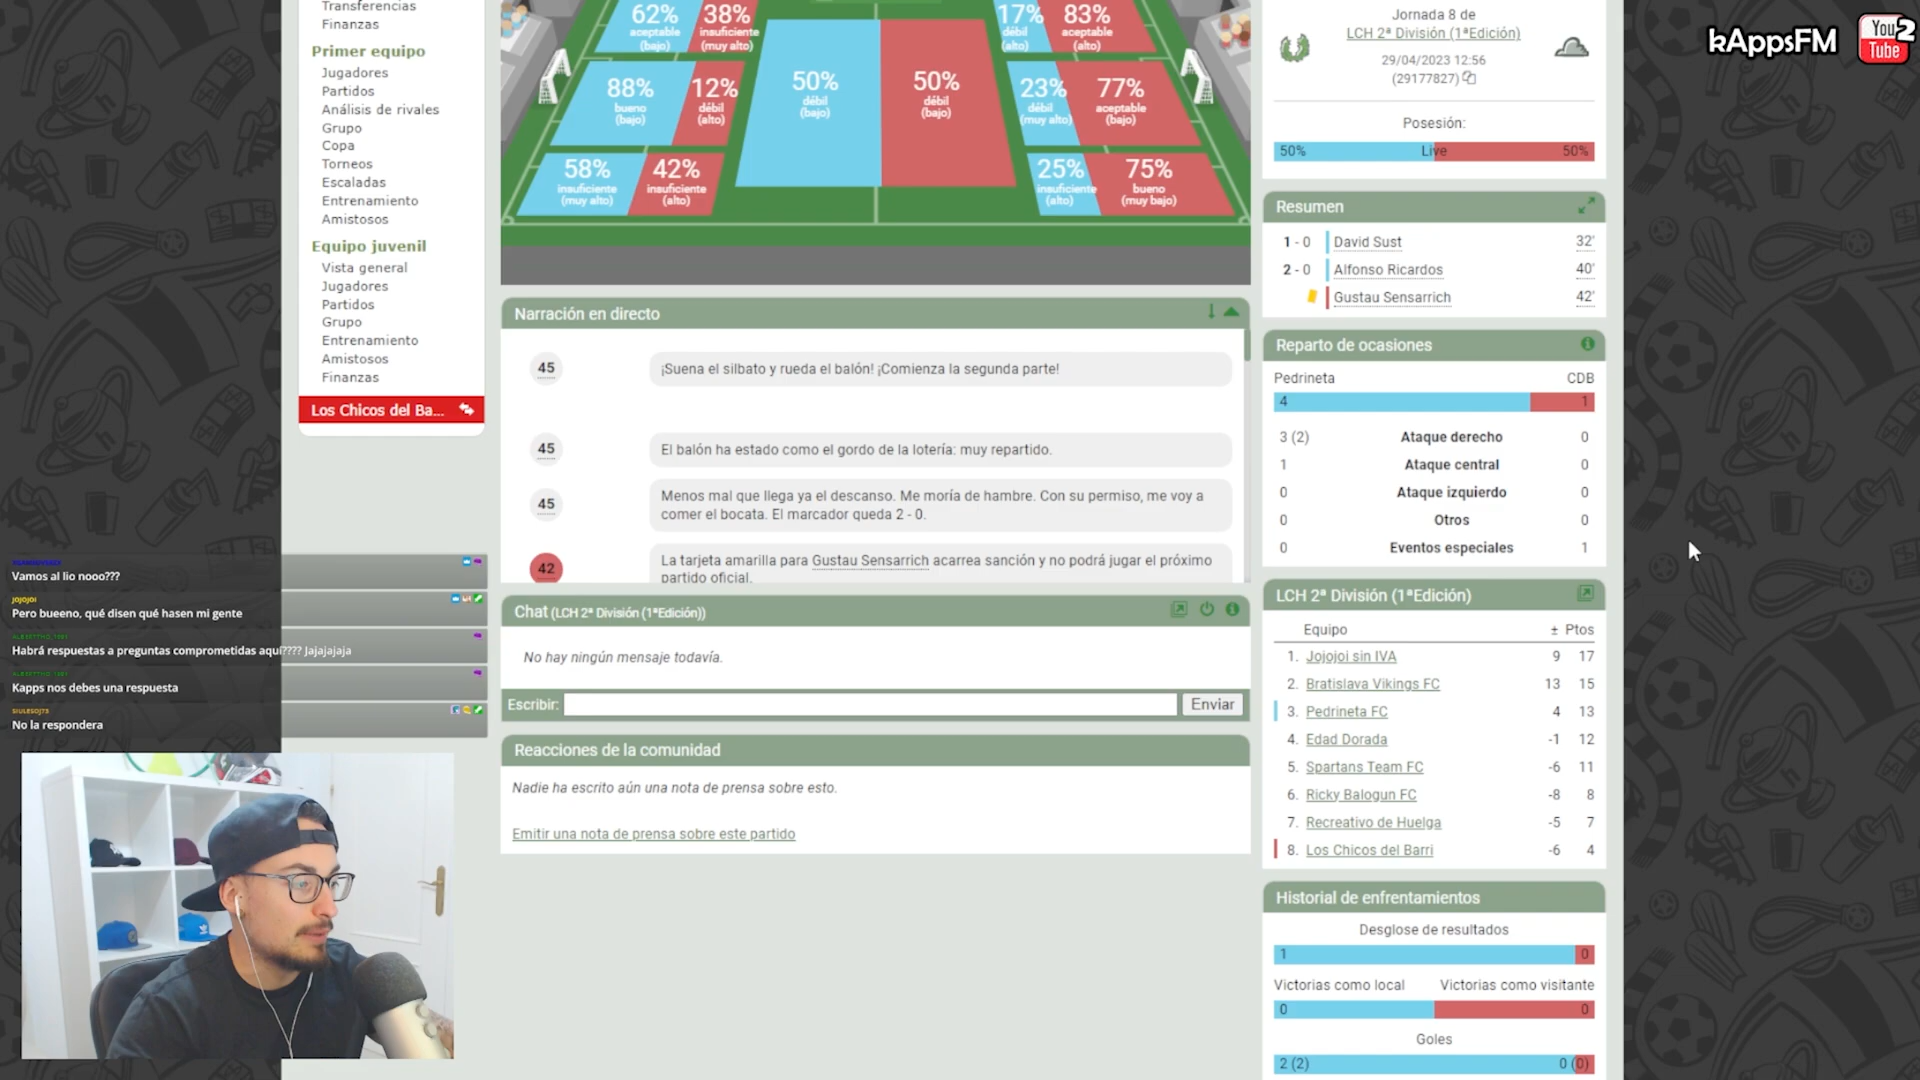 Transferencias
Finanzas
Primer equipo
Jugadores
Partidos
Análisis de rivales
Grupo
Copa
Torneos
Escaladas
Entrenamiento
Amistosos
Equipo juvenil
Vista general
Jugadores
Partidos
Grupo
Entrenamiento
Amistosos
Finanzas
Los Chicos del Ba...
62% aceptable (bajo)
38% insuficiente (muy alto)
17% débil (alto)
83% aceptable (alto)
88% bueno (bajo)
12% débil (alto)
50% débil (bajo)
50% débil (bajo)
23% débil (muy alto)
77% aceptable (bajo)
58% insuficiente (muy alto)
42% insuficiente (alto)
25% insuficiente (alto)
75% bueno (muy bajo)
Narración en directo
45 ¡Suena el silbato y rueda el balón! ¡Comienza la segunda parte!
45 El balón ha estado como el gordo de la lotería: muy repartido.
45 Menos mal que llega ya el descanso. Me moría de hambre. Con su permiso, me voy a
comer el bocata. El marcador queda 2 - 0.
42 La tarjeta amarilla para Gustau Sensarrich acarrea sanción y no podrá jugar el próximo
partido oficial.
Chat (LCH 2ª División (1ªEdición))
No hay ningún mensaje todavía.
Escribir: Enviar
Reacciones de la comunidad
Nadie ha escrito aún una nota de prensa sobre esto.
Emitir una nota de prensa sobre este partido
Jornada 8 de
LCH 2ª División (1ªEdición)
29/04/2023 12:56
(29177827)
Posesión:
50% Live 50%
Resumen
1 - 0 David Sust 32'
2 - 0 Alfonso Ricardos 40'
Gustau Sensarrich 42'
Reparto de ocasiones
Pedrineta CDB
4 1
3 (2) Ataque derecho 0
1 Ataque central 0
0 Ataque izquierdo 0
0 Otros 0
0 Eventos especiales 1
LCH 2ª División (1ªEdición)
Equipo ± Ptos
1. Jojojoi sin IVA 9 17
2. Bratislava Vikings FC 13 15
3. Pedrineta FC 4 13
4. Edad Dorada -1 12
5. Spartans Team FC -6 11
6. Ricky Balogun FC -8 8
7. Recreativo de Huelga -5 7
8. Los Chicos del Barri -6 4
Historial de enfrentamientos
Desglose de resultados
1 0
Victorias como local Victorias como visitante
0 0
Goles
2 (2) 0 (0)
kAppsFM
You2
Tube
Vamos al lio nooo???
JOJOJOI
Pero bueeno, qué disen qué hasen mi gente
Habrá respuestas a preguntas comprometidas aquí???? Jajajajaja
Kapps nos debes una respuesta
SIULESOJ73
No la respondera